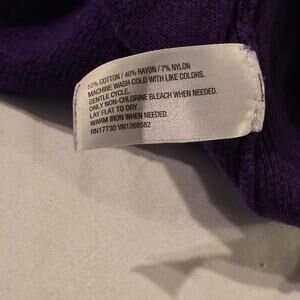 53% COTTON / 40% RAYON / 7% NYLON
MACHINE WASH COLD WITH LIKE COLORS.
GENTLE CYCLE.
ONLY NON-CHLORINE BLEACH WHEN NEEDED.
LAY FLAT TO DRY.
WARM IRON WHEN NEEDED.
RN17730 VN1268582